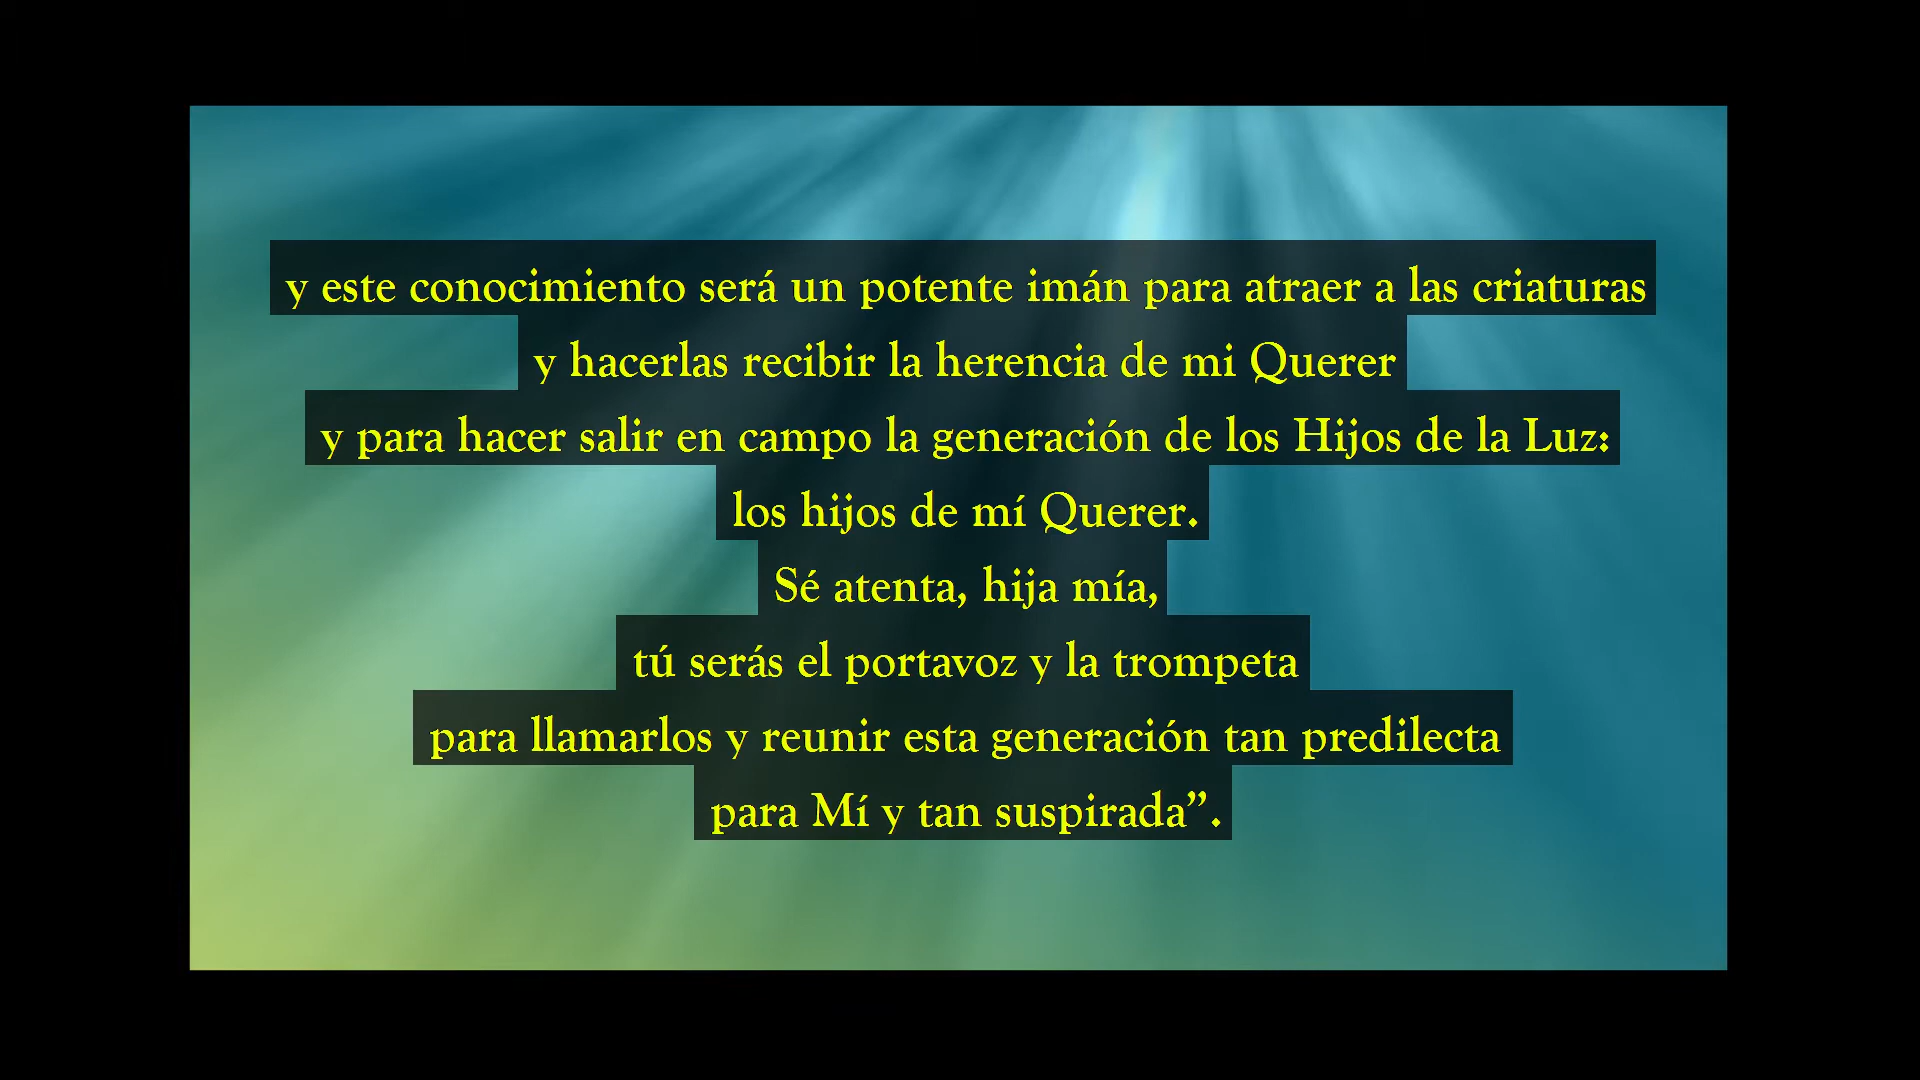 y este conocimiento será un potente imán para atraer a las criaturas
y hacerlas recibir la herencia de mi Querer
y para hacer salir en campo la generación de los Hijos de la Luz:
los hijos de mí Querer.
Sé atenta, hija mía,
tú serás el portavoz y la trompeta
para llamarlos y reunir esta generación tan predilecta
para Mí y tan suspirada”.